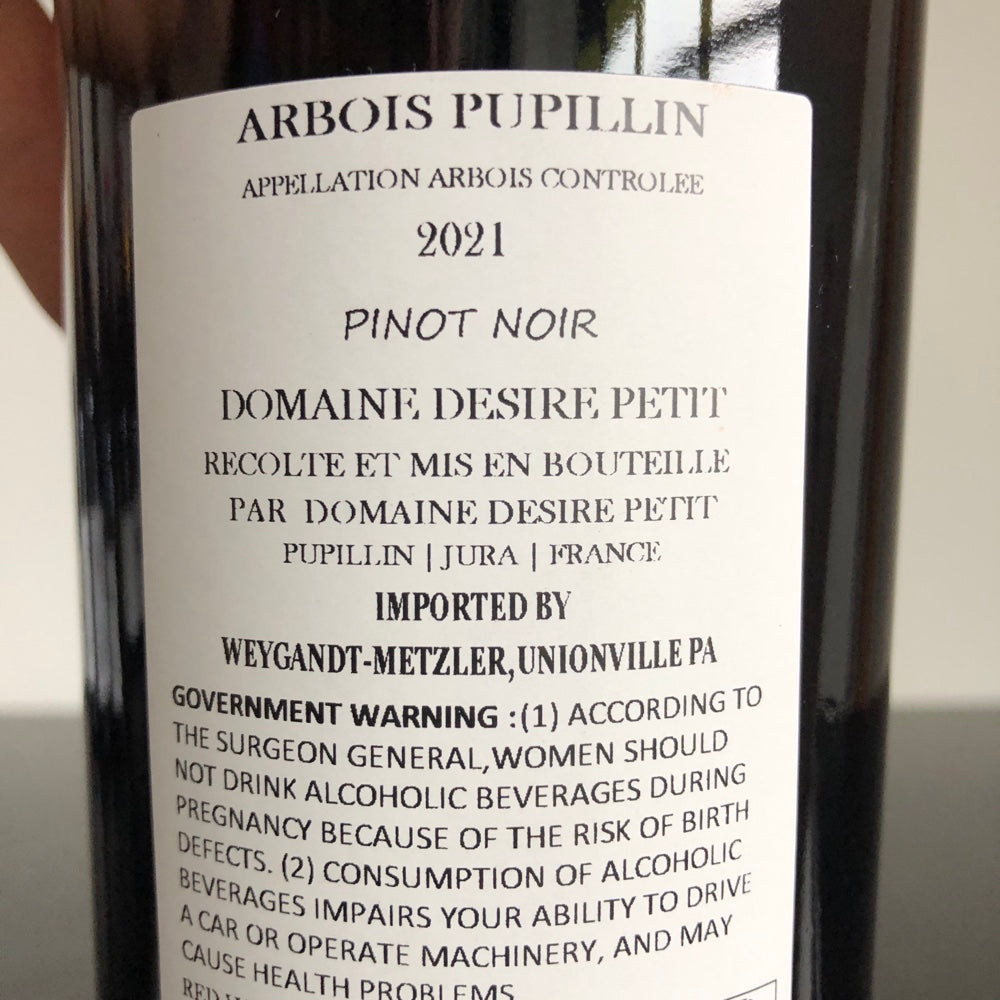 ARBOIS PUPILLIN
APPELLATION ARBOIS CONTROLEE
2021
PINOT NOIR
DOMAINE DESIRE PETIT
RECOLTE ET MIS EN BOUTEILLE
PAR DOMAINE DESIRE PETIT
PUPILLIN | JURA | FRANCE
IMPORTED BY
WEYGANDT-METZLER,UNIONVILLE PA
GOVERNMENT WARNING :(1) ACCORDING TO
THE SURGEON GENERAL,WOMEN SHOULD
NOT DRINK ALCOHOLIC BEVERAGES DURING
PREGNANCY BECAUSE OF THE RISK OF BIRTH
DEFECTS. (2) CONSUMPTION OF ALCOHOLIC
BEVERAGES IMPAIRS YOUR ABILITY TO DRIVE
A CAR OR OPERATE MACHINERY, AND MAY
CAUSE HEALTH PROBLEMS
RED